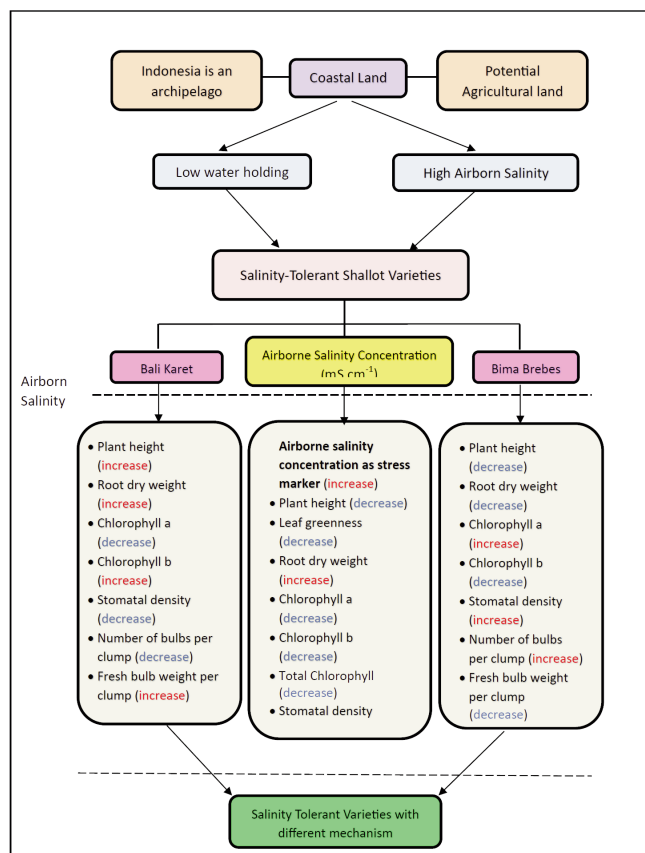 Indonesia is an
archipelago
Coastal Land
Potential
Agricultural land
Low water holding
High Airborn Salinity
Salinity-Tolerant Shallot Varieties
Bali Karet
Airborne Salinity Concentration
(mS cm⁻¹)
Bima Brebes
Airborn
Salinity
• Plant height
(increase)
• Root dry weight
(increase)
• Chlorophyll a
(decrease)
• Chlorophyll b
(increase)
• Stomatal density
(decrease)
• Number of bulbs per
clump (decrease)
• Fresh bulb weight per
clump (increase)
Airborne salinity
concentration as stress
marker (increase)
• Plant height (decrease)
• Leaf greenness
(decrease)
• Root dry weight
(increase)
• Chlorophyll a
(decrease)
• Chlorophyll b
(decrease)
• Total Chlorophyll
(decrease)
• Stomatal density
• Plant height
(decrease)
• Root dry weight
(decrease)
• Chlorophyll a
(increase)
• Chlorophyll b
(decrease)
• Stomatal density
(increase)
• Number of bulbs
per clump (increase)
• Fresh bulb weight
per clump
(decrease)
Salinity Tolerant Varieties with
different mechanism